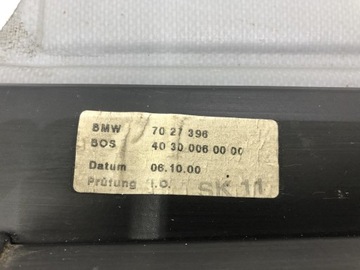 BMW 70 27 396
BOS 40 30 006 00 00
Datum 06.10.00
Prüfung I.O. SK 11